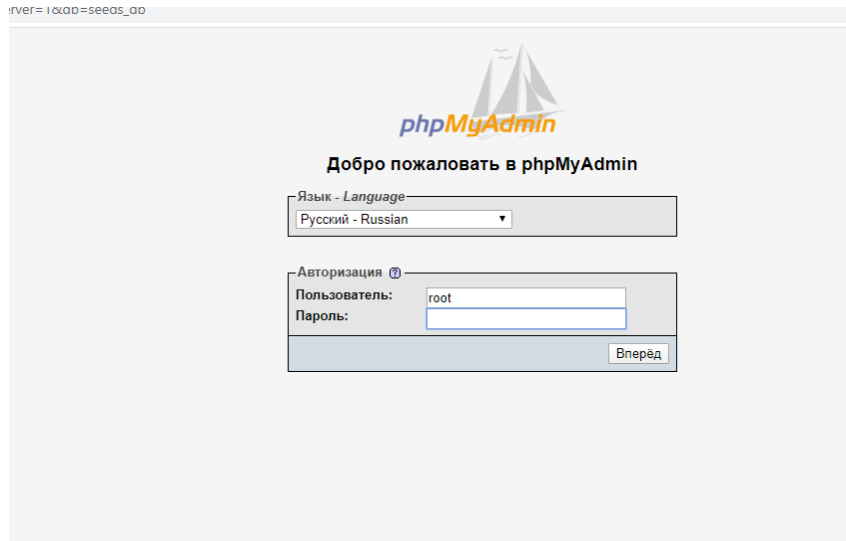 rver=1&db=seeds_db
phpMyAdmin
Добро пожаловать в phpMyAdmin
Язык - Language
Русский - Russian
Авторизация
Пользователь: root
Пароль:
Вперёд